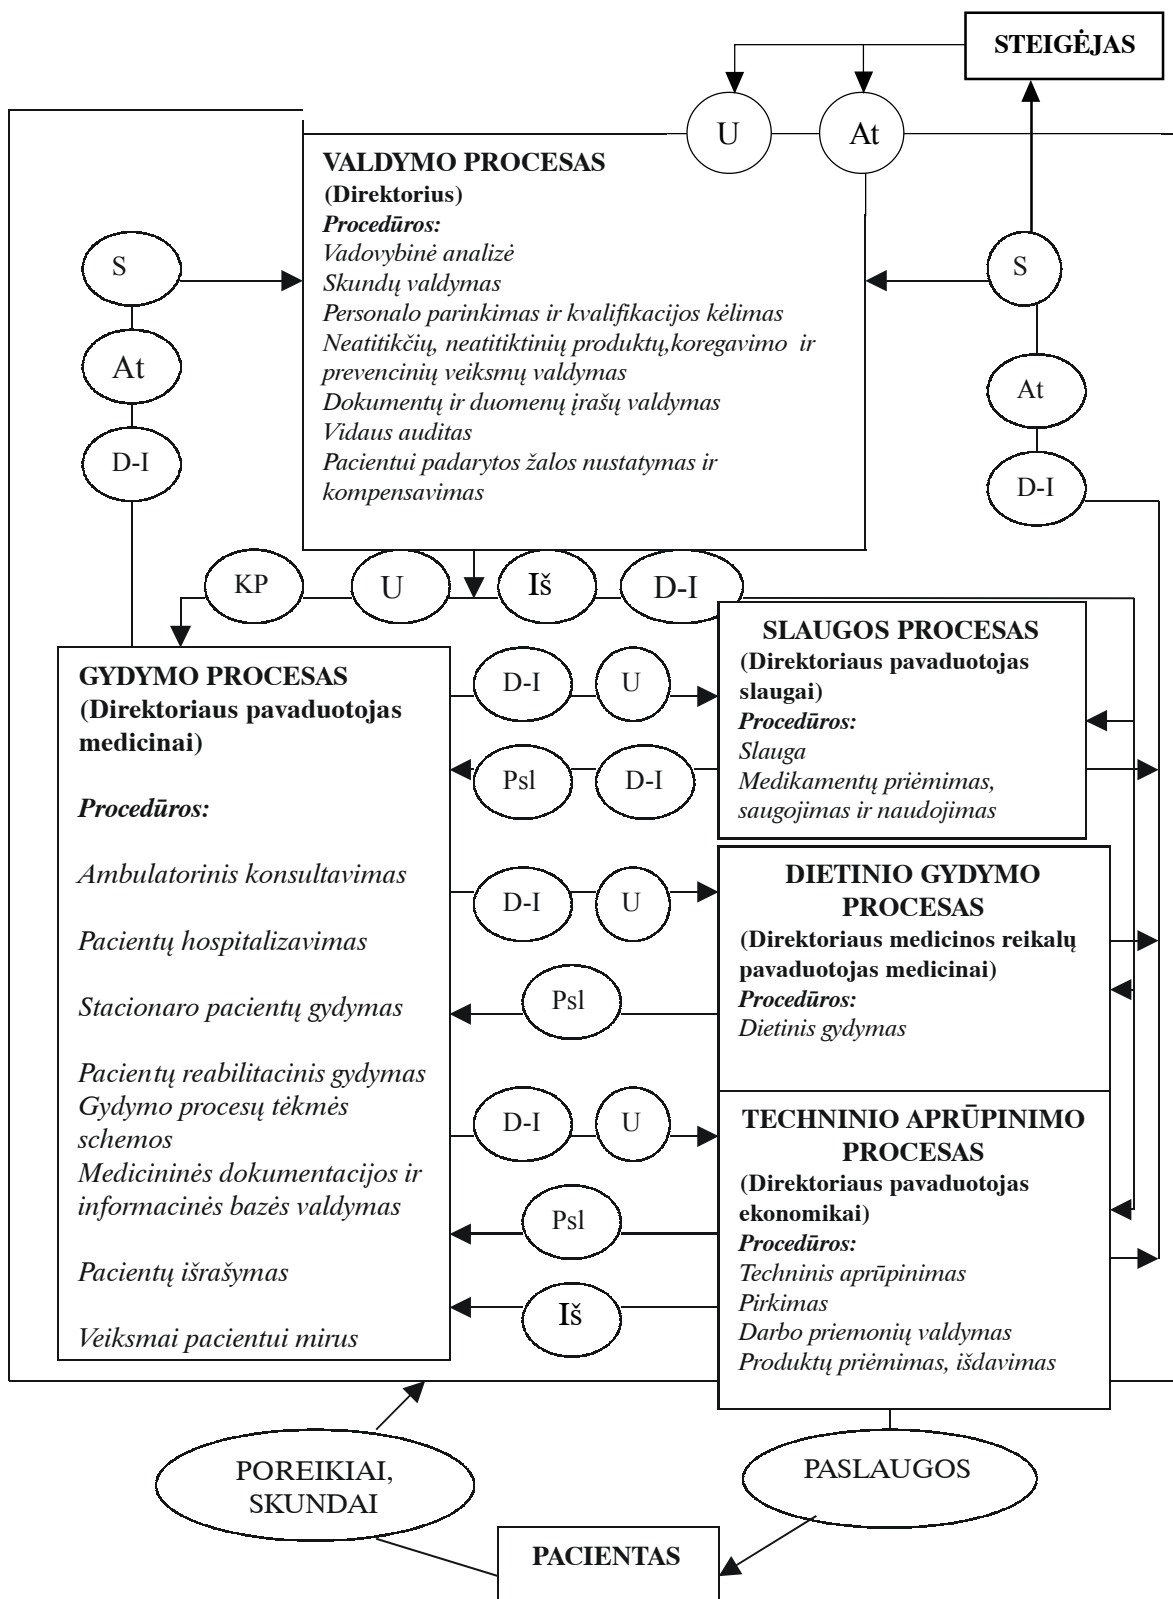 STEIGĖJAS
U
At
VALDYMO PROCESAS
(Direktorius)
Procedūros:
Vadovybinė analizė
Skundų valdymas
Personalo parinkimas ir kvalifikacijos kėlimas
Neatitikčių, neatitiktinių produktų,koregavimo ir
prevencinių veiksmų valdymas
Dokumentų ir duomenų įrašų valdymas
Vidaus auditas
Pacientui padarytos žalos nustatymas ir
kompensavimas
S
At
D-I
S
At
D-I
KP
U
Iš
D-I
GYDYMO PROCESAS
(Direktoriaus pavaduotojas
medicinai)
Procedūros:
Ambulatorinis konsultavimas
Pacientų hospitalizavimas
Stacionaro pacientų gydymas
Pacientų reabilitacinis gydymas
Gydymo procesų tėkmės
schemos
Medicininės dokumentacijos ir
informacinės bazės valdymas
Pacientų išrašymas
Veiksmai pacientui mirus
D-I
U
Psl
D-I
D-I
U
Psl
D-I
U
Psl
Iš
SLAUGOS PROCESAS
(Direktoriaus pavaduotojas
slaugai)
Procedūros:
Slauga
Medikamentų priėmimas,
saugojimas ir naudojimas
DIETINIO GYDYMO
PROCESAS
(Direktoriaus medicinos reikalų
pavaduotojas medicinai)
Procedūros:
Dietinis gydymas
TECHNINIO APRŪPINIMO
PROCESAS
(Direktoriaus pavaduotojas
ekonomikai)
Procedūros:
Techninis aprūpinimas
Pirkimas
Darbo priemonių valdymas
Produktų priėmimas, išdavimas
POREIKIAI,
SKUNDAI
PASLAUGOS
PACIENTAS